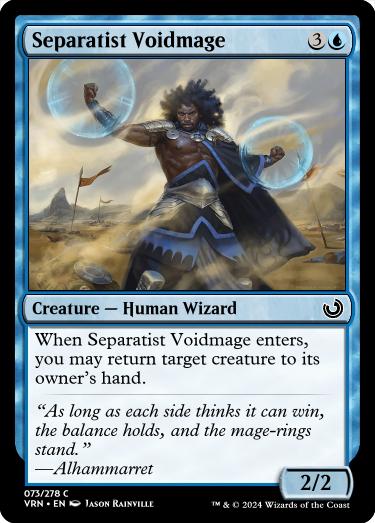 Separatist Voidmage 3
Creature — Human Wizard
When Separatist Voidmage enters,
you may return target creature to its
owner's hand.
“As long as each side thinks it can win,
the balance holds, and the mage-rings
stand.”
—Alhammarret
2/2
073/278 C
VRN • EN Jason Rainville ™ & © 2024 Wizards of the Coast